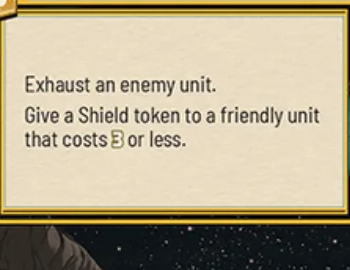 Exhaust an enemy unit.
Give a Shield token to a friendly unit
that costs 3 or less.